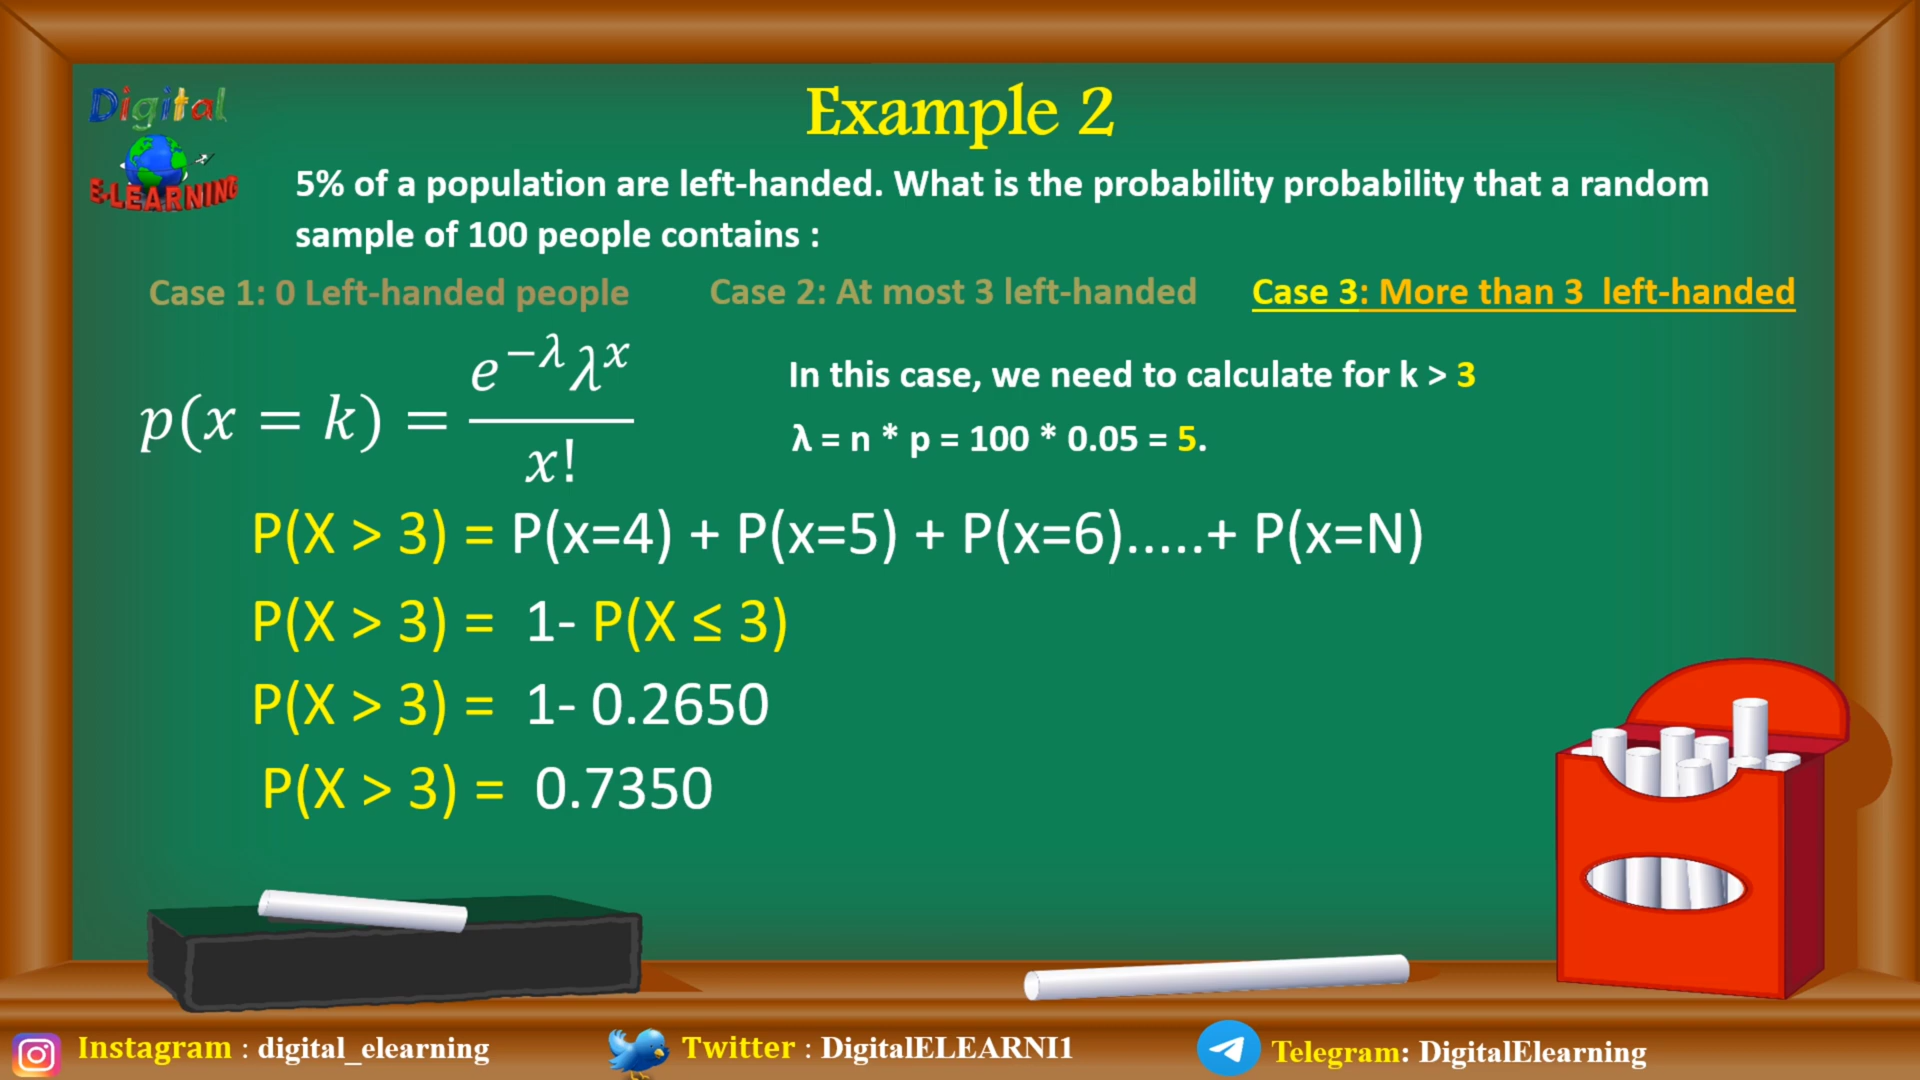 Digital
E-LEARNING
Example 2
5% of a population are left-handed. What is the probability probability that a random
sample of 100 people contains :
Case 1: 0 Left-handed people
Case 2: At most 3 left-handed
Case 3: More than 3 left-handed
p(x = k) = e^{-λ} λ^x / x!
In this case, we need to calculate for k > 3
λ = n * p = 100 * 0.05 = 5.
P(X > 3) = P(x=4) + P(x=5) + P(x=6).....+ P(x=N)
P(X > 3) = 1- P(X ≤ 3)
P(X > 3) = 1- 0.2650
P(X > 3) = 0.7350
Instagram : digital_elearning
Twitter : DigitalELEARNI1
Telegram: DigitalElearning